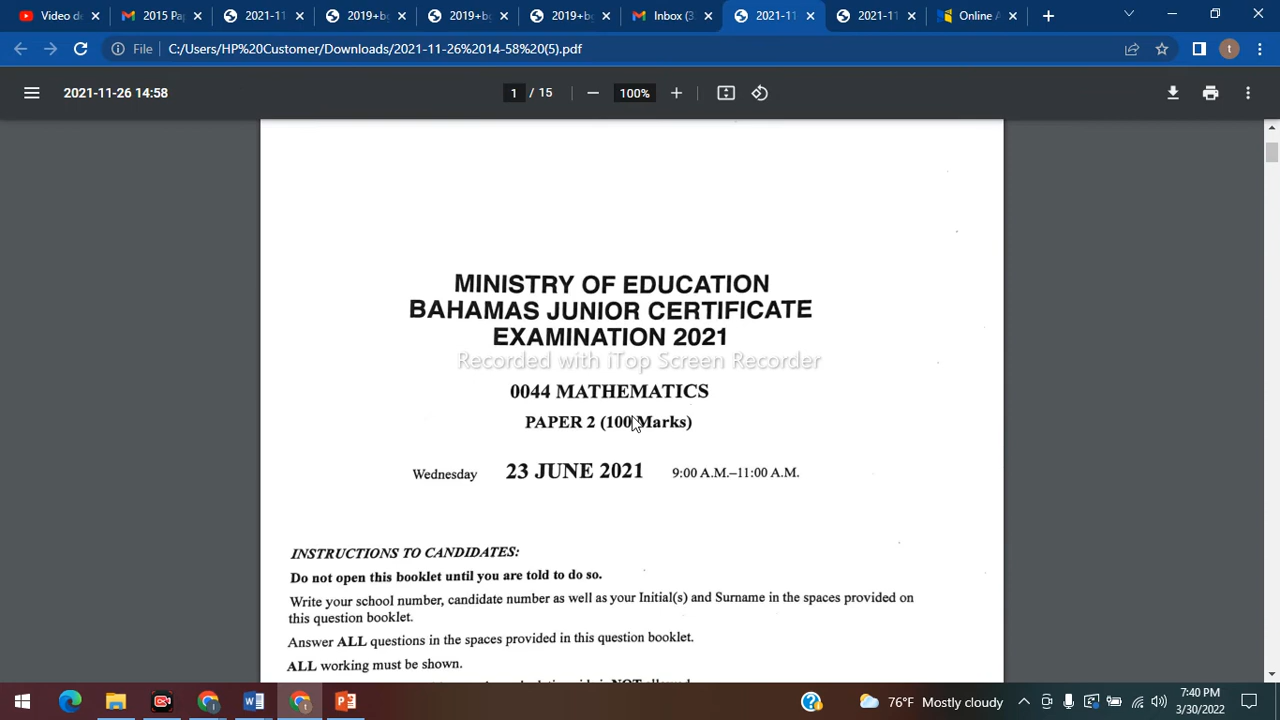 Video de
2015 Pap
2021-11-
2019+bg
2019+bg
2019+bg
Inbox (3
2021-11-
2021-11-
Online A
File C:/Users/HP%20Customer/Downloads/2021-11-26%2014-58%20(5).pdf
t
2021-11-26 14:58
1 / 15
100%
MINISTRY OF EDUCATION
BAHAMAS JUNIOR CERTIFICATE
EXAMINATION 2021
Recorded with iTop Screen Recorder
0044 MATHEMATICS
PAPER 2 (100 Marks)
Wednesday 23 JUNE 2021 9:00 A.M.–11:00 A.M.
INSTRUCTIONS TO CANDIDATES:
Do not open this booklet until you are told to do so.
Write your school number, candidate number as well as your Initial(s) and Surname in the spaces provided on
this question booklet.
Answer ALL questions in the spaces provided in this question booklet.
ALL working must be shown.
76°F Mostly cloudy
7:40 PM
3/30/2022